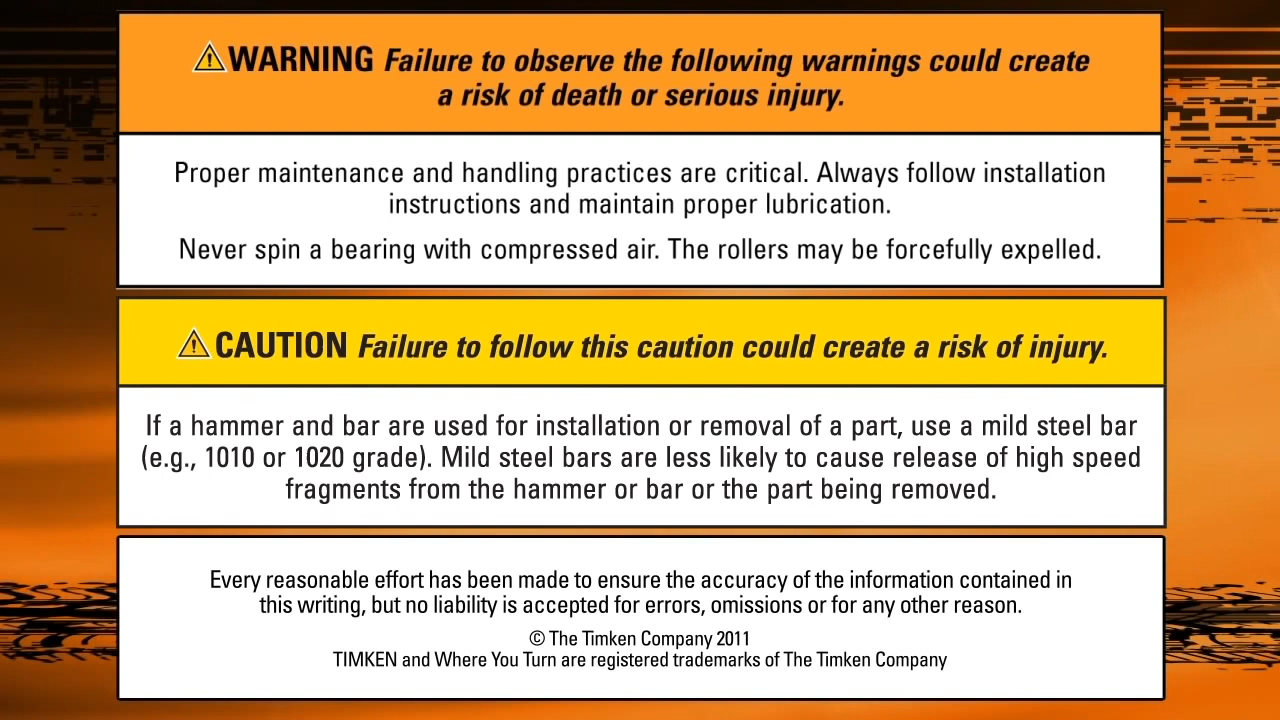 ⚠WARNING Failure to observe the following warnings could create
a risk of death or serious injury.
Proper maintenance and handling practices are critical. Always follow installation
instructions and maintain proper lubrication.
Never spin a bearing with compressed air. The rollers may be forcefully expelled.
⚠CAUTION Failure to follow this caution could create a risk of injury.
If a hammer and bar are used for installation or removal of a part, use a mild steel bar
(e.g., 1010 or 1020 grade). Mild steel bars are less likely to cause release of high speed
fragments from the hammer or bar or the part being removed.
Every reasonable effort has been made to ensure the accuracy of the information contained in
this writing, but no liability is accepted for errors, omissions or for any other reason.
© The Timken Company 2011
TIMKEN and Where You Turn are registered trademarks of The Timken Company